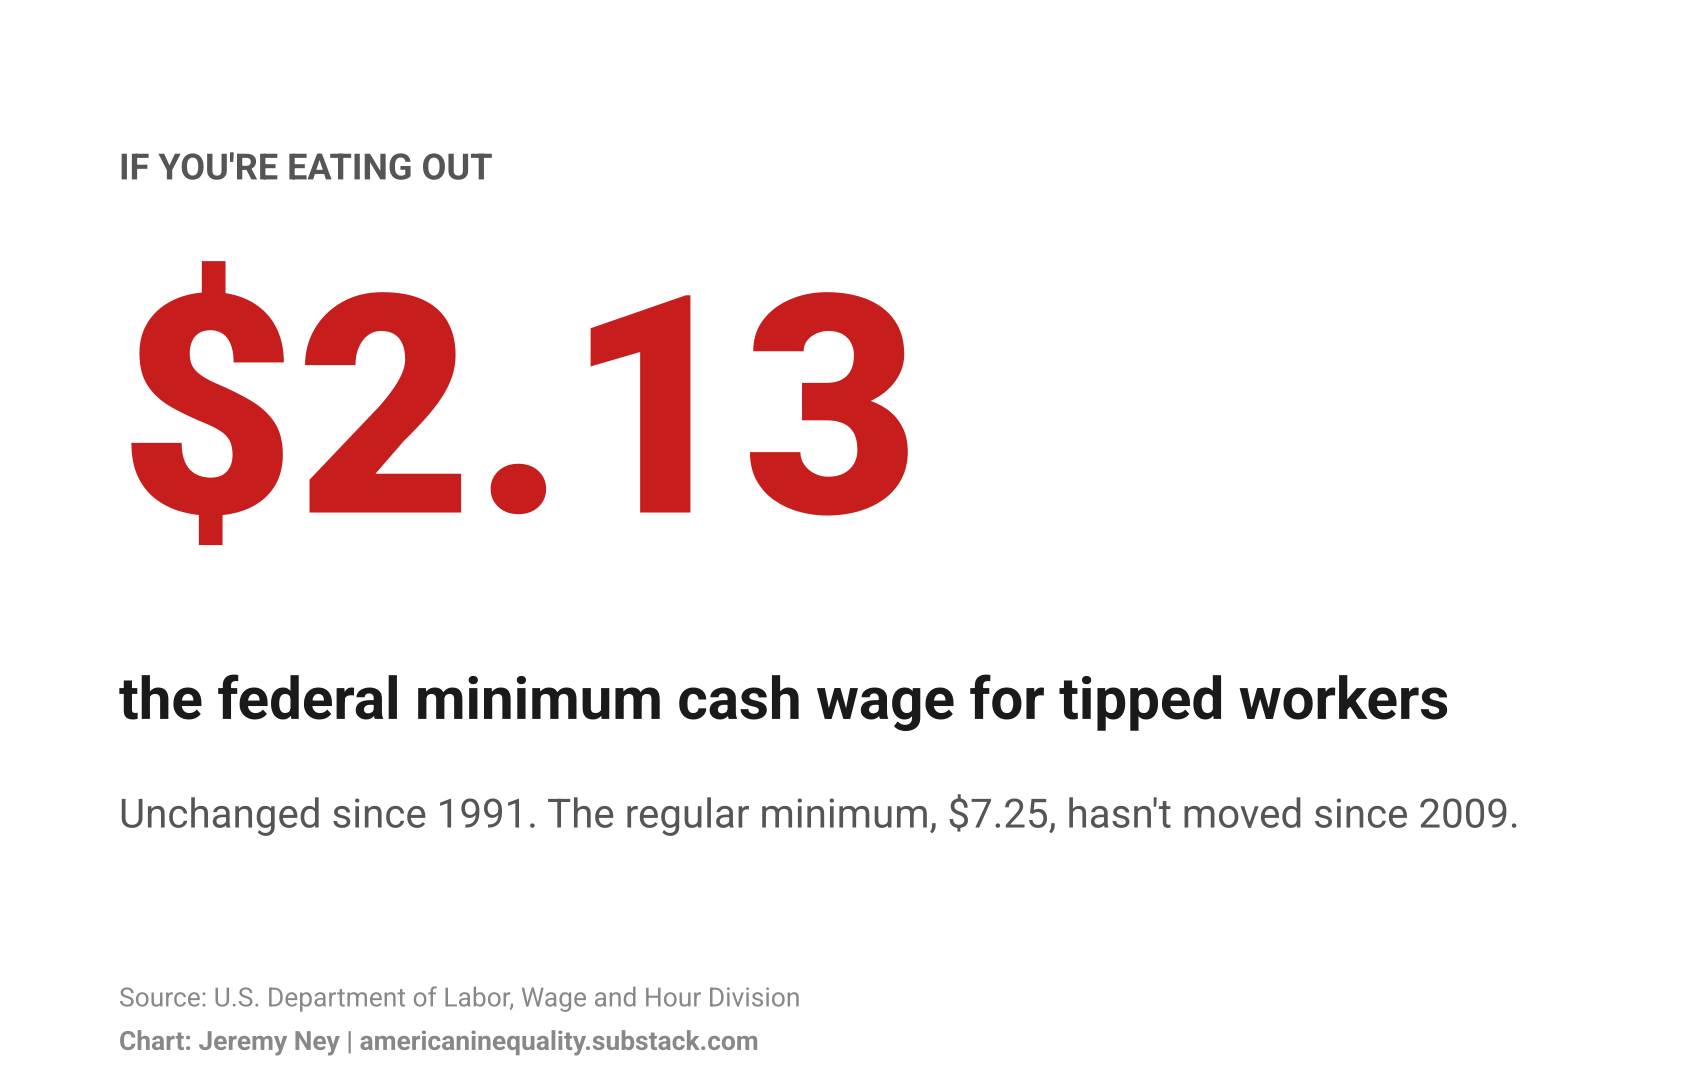 IF YOU'RE EATING OUT
$2.13
the federal minimum cash wage for tipped workers
Unchanged since 1991. The regular minimum, $7.25, hasn't moved since 2009.
Source: U.S. Department of Labor, Wage and Hour Division
Chart: Jeremy Ney | americaninequality.substack.com